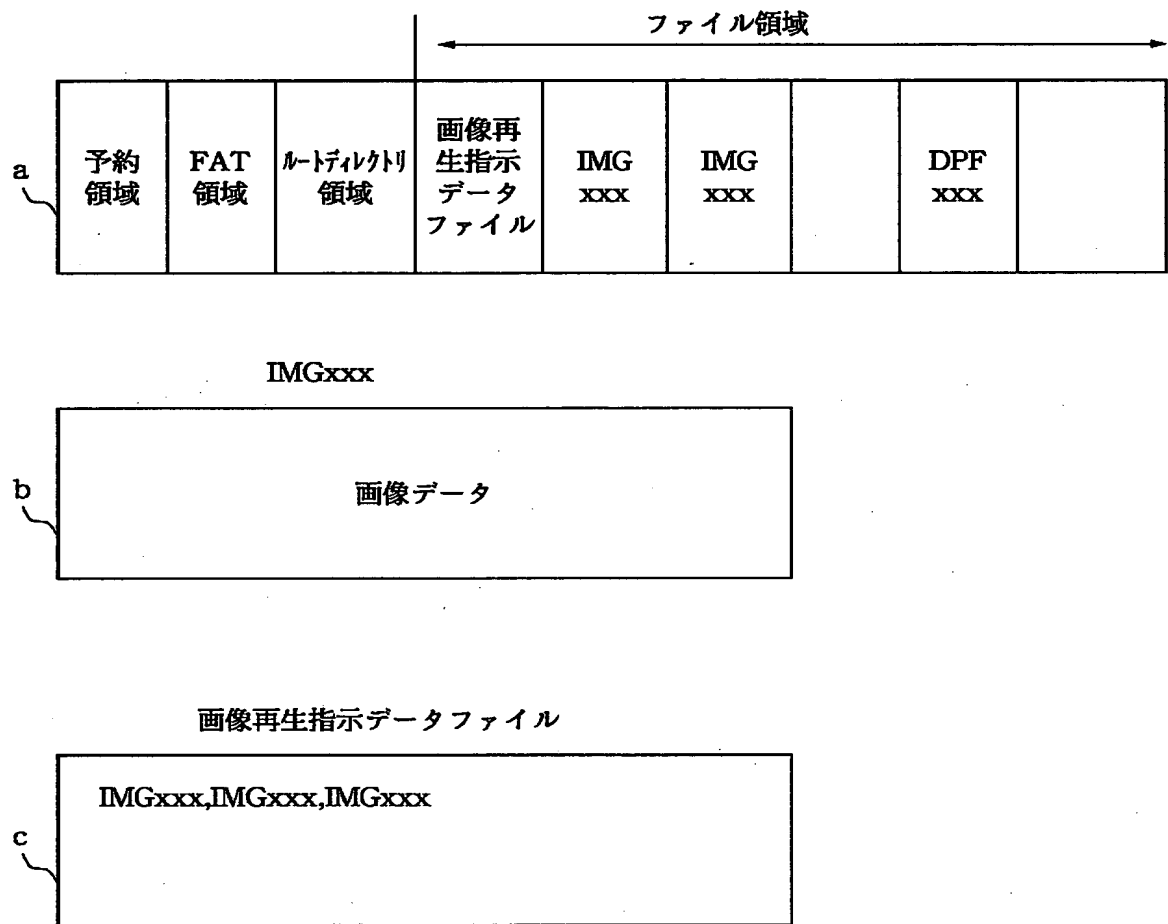 ファイル領域
a
予約
領域
FAT
領域
ルートディレクトリ
領域
画像再
生指示
データ
ファイル
IMG
xxx
IMG
xxx
DPF
xxx
IMGxxx
b
画像データ
画像再生指示データファイル
c
IMGxxx,IMGxxx,IMGxxx